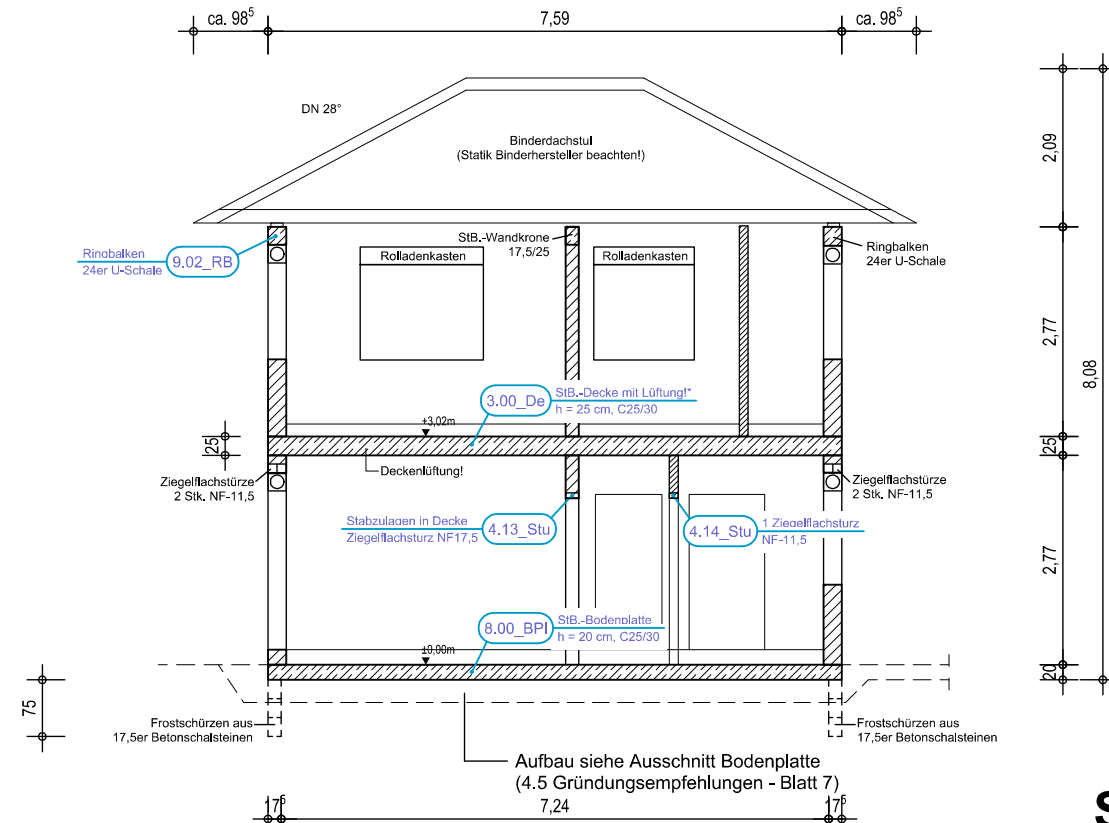 ca. 98⁵
7,59
ca. 98⁵
DN 28°
Binderdachstul
(Statik Binderhersteller beachten!)
2,09
Ringbalken
24er U-Schale
9.02_RB
Rolladenkasten
StB.-Wandkrone
17,5/25
Rolladenkasten
Ringbalken
24er U-Schale
2,77
8,08
3.00_De
StB.-Decke mit Lüftung!*
h = 25 cm, C25/30
+3,02m
25
25
Deckenlüftung!
Ziegelflachstürze
2 Stk. NF-11,5
Ziegelflachstürze
2 Stk. NF-11,5
Stabzulagen in Decke
Ziegelflachsturz NF17,5
4.13_Stu
4.14_Stu
1 Ziegelflachsturz
NF-11,5
2,77
8.00_BPl
StB.-Bodenplatte
h = 20 cm, C25/30
±0,00m
20
75
Frostschürzen aus
17,5er Betonschalsteinen
Frostschürzen aus
17,5er Betonschalsteinen
Aufbau siehe Ausschnitt Bodenplatte
(4.5 Gründungsempfehlungen - Blatt 7)
17⁵
7,24
17⁵
S